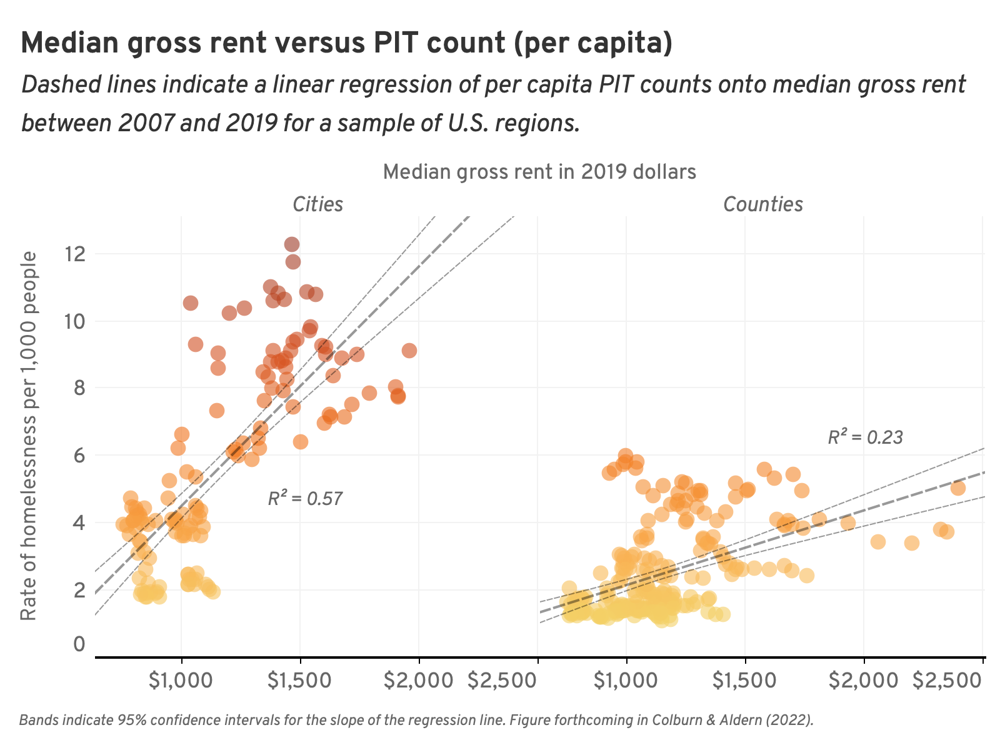 Median gross rent versus PIT count (per capita)
Dashed lines indicate a linear regression of per capita PIT counts onto median gross rent
between 2007 and 2019 for a sample of U.S. regions.
Median gross rent in 2019 dollars
Cities
Counties
Rate of homelessness per 1,000 people
12
10
8
6
4
2
0
R² = 0.57
R² = 0.23
$1,000 $1,500 $2,000 $2,500 $1,000 $1,500 $2,000 $2,500
Bands indicate 95% confidence intervals for the slope of the regression line. Figure forthcoming in Colburn & Aldern (2022).